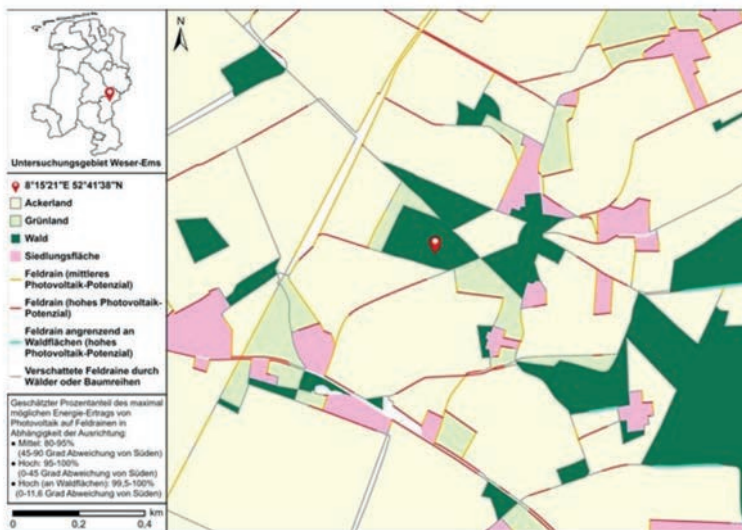 Untersuchungsgebiet Weser-Ems
8°15'21"E 52°41'38"N
Ackerland
Grünland
Wald
Siedlungsfläche
Feldrain (mittleres
Photovoltaik-Potenzial)
Feldrain (hohes Photovoltaik-
Potenzial)
Feldrain angrenzend an
Waldflächen (hohes
Photovoltaik-Potenzial)
Verschattete Feldraine durch
Wälder oder Baumreihen
Geschätzter Prozentanteil des maximal
möglichen Energie-Ertrags von
Photovoltaik auf Feldrainen in
Abhängigkeit der Ausrichtung:
● Mittel: 80-95%
(45-90 Grad Abweichung von Süden)
● Hoch: 95-100%
(0-45 Grad Abweichung von Süden)
● Hoch (an Waldflächen): 99,5-100%
(0-11,6 Grad Abweichung von Süden)
km
0 0.2 0.4
N